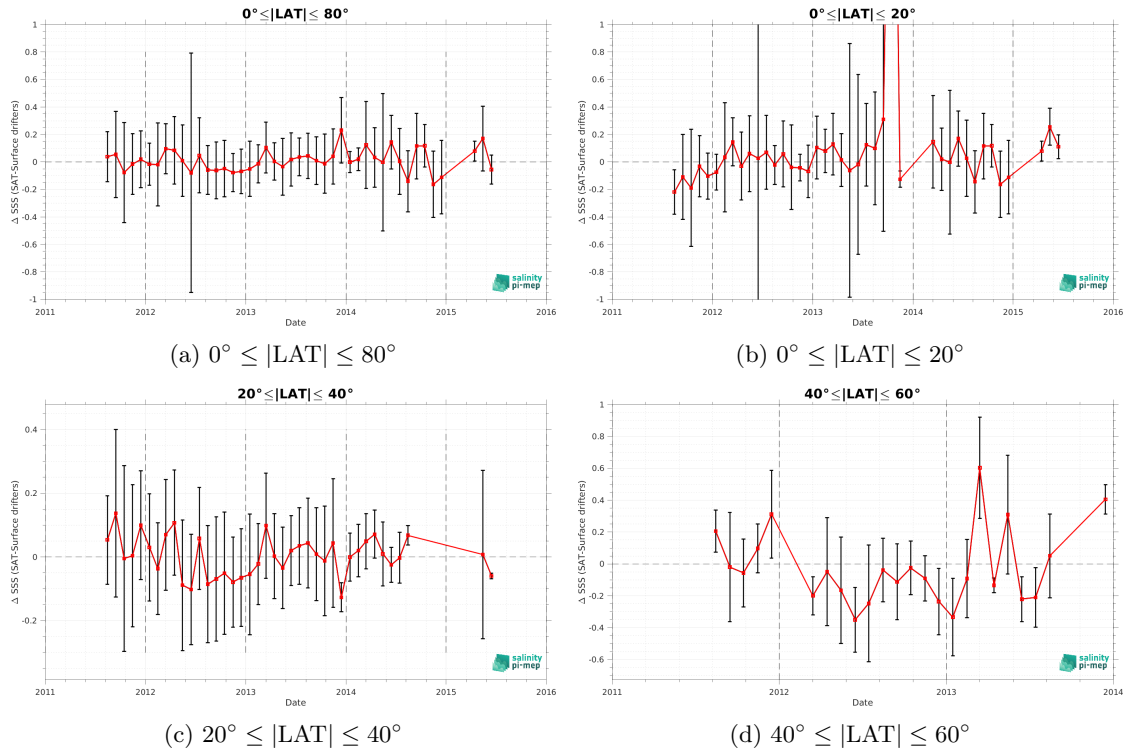 0°≤|LAT|≤ 80°
1
0.8
0.6
0.4
0.2
0
-0.2
-0.4
-0.6
-0.8
-1
Δ SSS (SAT-Surface drifters)
2011 2012 2013 2014 2015 2016
Date
salinity
pi-mep
(a) 0° ≤ |LAT| ≤ 80°
0°≤|LAT|≤ 20°
1
0.8
0.6
0.4
0.2
0
-0.2
-0.4
-0.6
-0.8
-1
Δ SSS (SAT-Surface drifters)
2011 2012 2013 2014 2015 2016
Date
salinity
pi-mep
(b) 0° ≤ |LAT| ≤ 20°
20°≤|LAT|≤ 40°
0.4
0.2
0
-0.2
Δ SSS (SAT-Surface drifters)
2011 2012 2013 2014 2015 2016
Date
salinity
pi-mep
(c) 20° ≤ |LAT| ≤ 40°
40°≤|LAT|≤ 60°
1
0.8
0.6
0.4
0.2
0
-0.2
-0.4
-0.6
Δ SSS (SAT-Surface drifters)
2011 2012 2013 2014
Date
salinity
pi-mep
(d) 40° ≤ |LAT| ≤ 60°